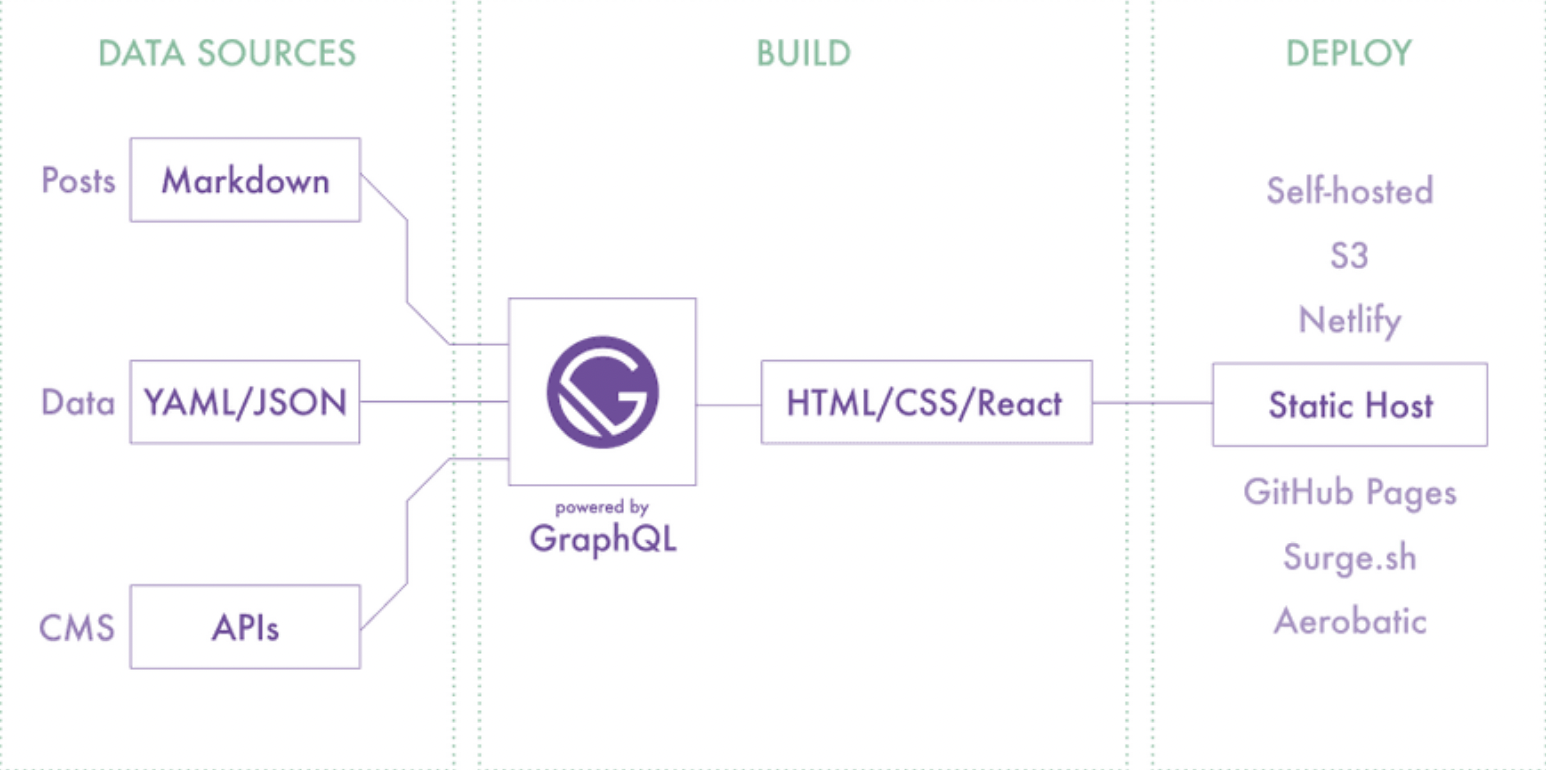 DATA SOURCES
Posts
Markdown
Data
YAML/JSON
CMS
APIs
BUILD
powered by
GraphQL
HTML/CSS/React
DEPLOY
Self-hosted
S3
Netlify
Static Host
GitHub Pages
Surge.sh
Aerobatic